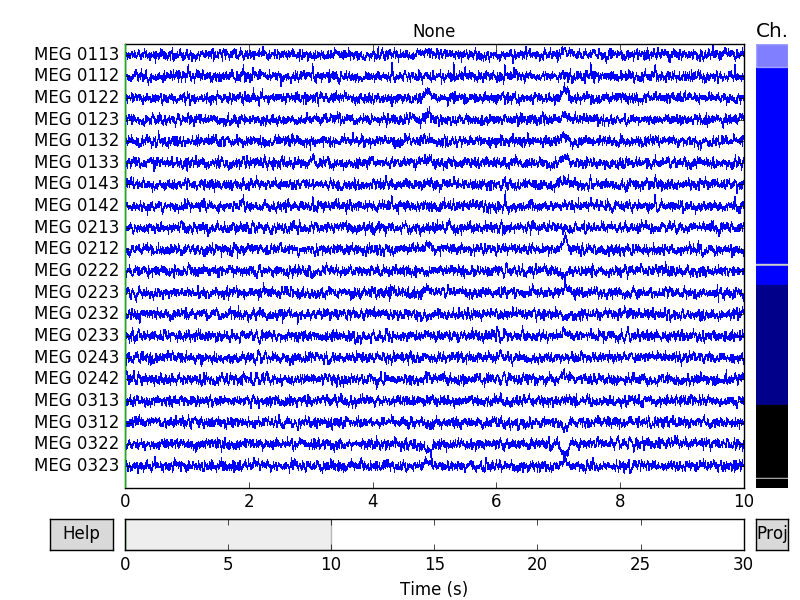 None
Ch.
MEG 0113
MEG 0112
MEG 0122
MEG 0123
MEG 0132
MEG 0133
MEG 0143
MEG 0142
MEG 0213
MEG 0212
MEG 0222
MEG 0223
MEG 0232
MEG 0233
MEG 0243
MEG 0242
MEG 0313
MEG 0312
MEG 0322
MEG 0323
0 2 4 6 8 10
Help
Proj
0 5 10 15 20 25 30
Time (s)